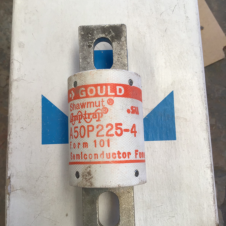 GOULD
Shawmut
A50P225-4
Form 101
Semiconductor Fuse